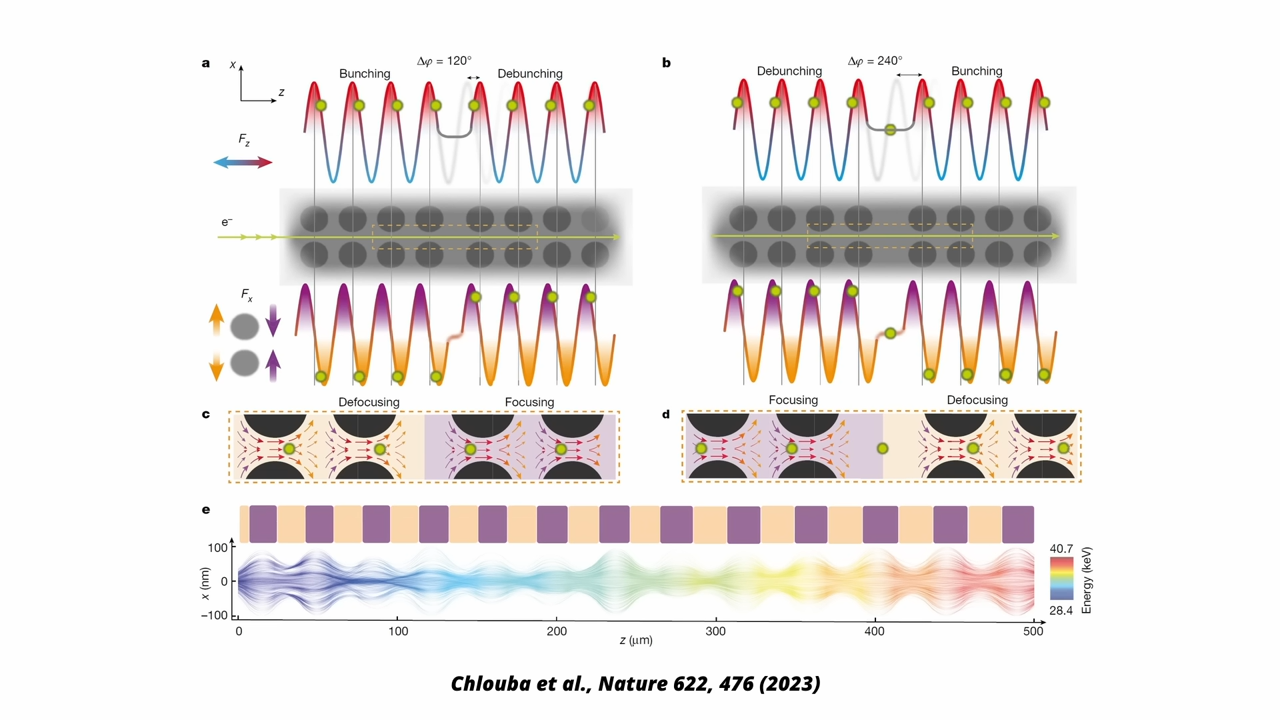 a
x
z
Bunching
Δφ = 120°
Debunching
F_z
e⁻
F_x
b
Debunching
Δφ = 240°
Bunching
Defocusing
Focusing
c
Focusing
Defocusing
d
e
100
0
−100
x (nm)
0
100
200
300
400
500
z (μm)
40.7
28.4
Energy (keV)
Chlouba et al., Nature 622, 476 (2023)